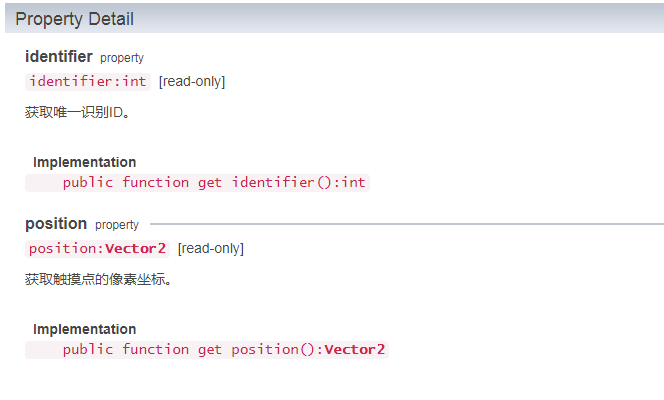 Property Detail
identifier property
identifier:int [read-only]
获取唯一识别ID。
Implementation
public function get identifier():int
position property
position:Vector2 [read-only]
获取触摸点的像素坐标。
Implementation
public function get position():Vector2